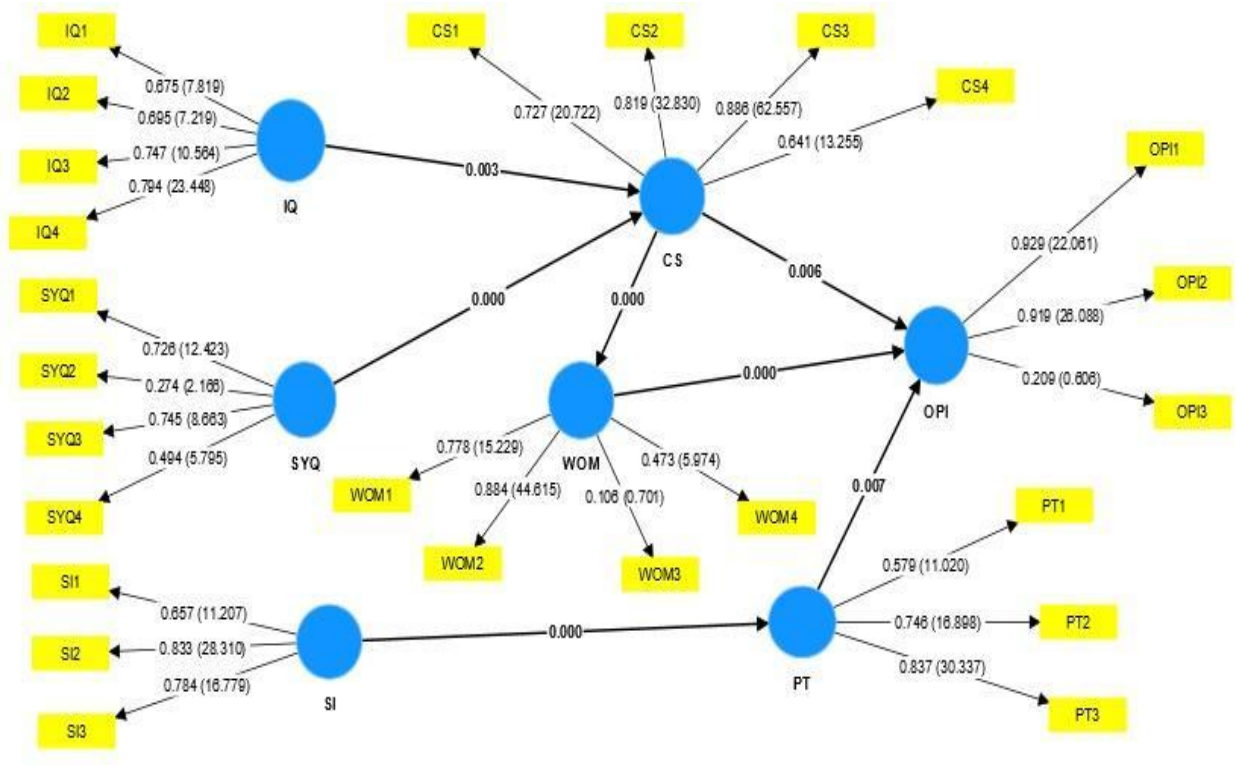 IQ1
CS1
CS2
CS3
IQ2
0.675 (7.819)
CS4
0.727 (20.722)
0.819 (32.830)
0.886 (62.557)
0.695 (7.219)
0.641 (13.255)
IQ3
0.747 (10.564)
OPI1
0.003
0.794 (23.448)
IQ4
IQ
CS
0.929 (22.061)
0.006
OPI2
SYQ1
0.000
0.000
0.919 (26.088)
0.726 (12.423)
SYQ2
0.274 (2.166)
0.000
0.209 (0.606)
OPI3
0.745 (8.663)
OPI
SYQ3
0.494 (5.795)
SYQ
WOM
0.778 (15.229)
0.473 (5.974)
0.884 (44.615)
0.106 (0.701)
0.007
WOM1
PT1
SYQ4
WOM4
WOM2
WOM3
0.579 (11.020)
SI1
0.657 (11.207)
0.746 (16.898)
PT2
0.000
SI2
0.833 (28.310)
0.837 (30.337)
0.784 (16.779)
PT
SI
PT3
SI3